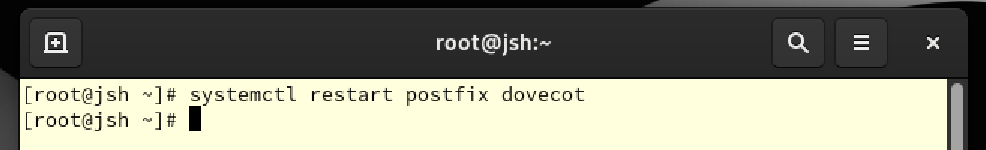 root@jsh:~
[root@jsh ~]# systemctl restart postfix dovecot
[root@jsh ~]#